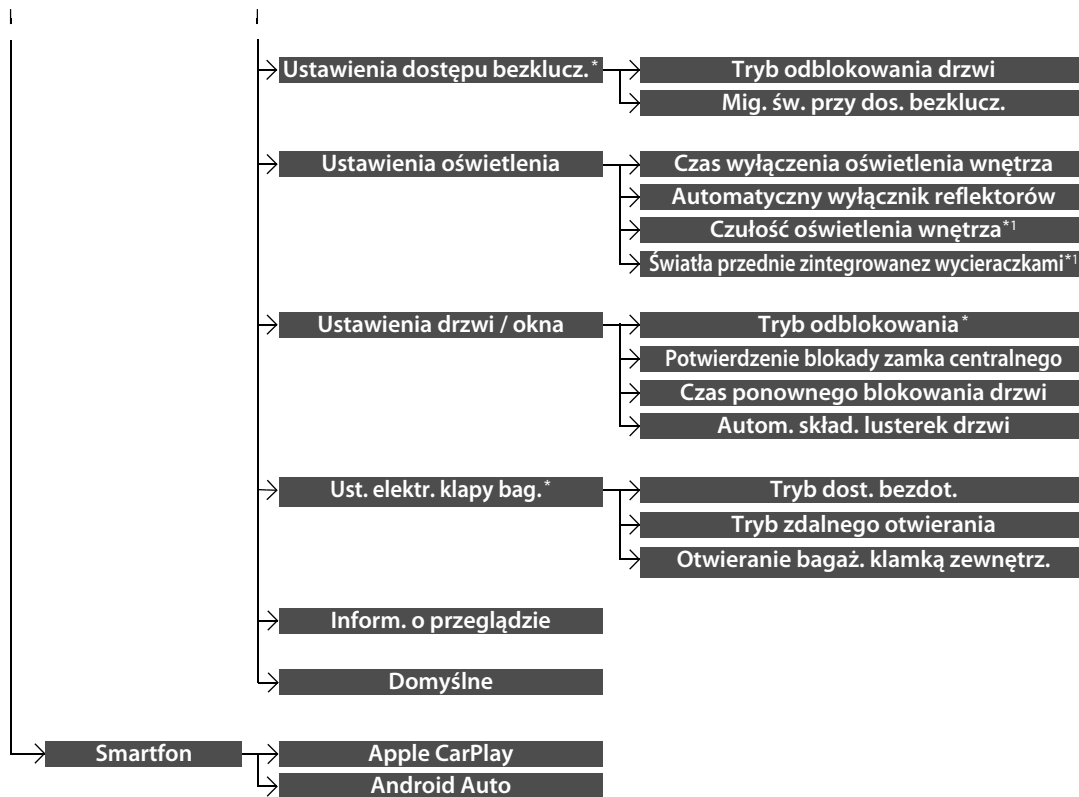 Ustawienia dostępu bezklucz.*
Tryb odblokowania drzwi
Mig. św. przy dos. bezklucz.
Ustawienia oświetlenia
Czas wyłączenia oświetlenia wnętrza
Automatyczny wyłącznik reflektorów
Czułość oświetlenia wnętrza*1
Światła przednie zintegrowanez wycieraczkami*1
Ustawienia drzwi / okna
Tryb odblokowania*
Potwierdzenie blokady zamka centralnego
Czas ponownego blokowania drzwi
Autom. skład. lusterek drzwi
Ust. elektr. klapy bag.*
Tryb dost. bezdot.
Tryb zdalnego otwierania
Otwieranie bagaż. klamką zewnętrz.
Inform. o przeglądzie
Domyślne
Smartfon
Apple CarPlay
Android Auto